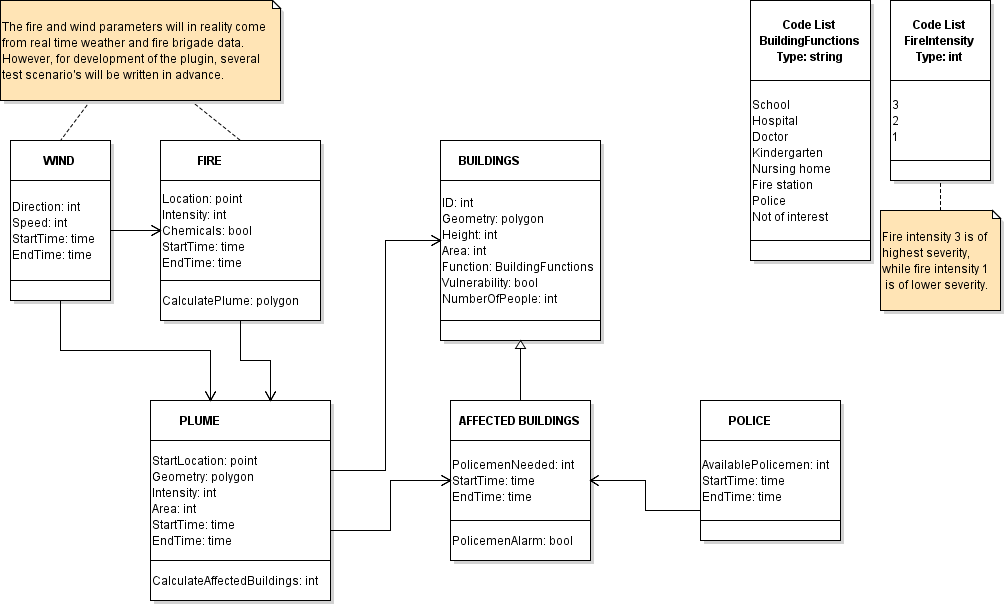 The fire and wind parameters will in reality come
from real time weather and fire brigade data.
However, for development of the plugin, several
test scenario's will be written in advance.
WIND
Direction: int
Speed: int
StartTime: time
EndTime: time
FIRE
Location: point
Intensity: int
Chemicals: bool
StartTime: time
EndTime: time
CalculatePlume: polygon
BUILDINGS
ID: int
Geometry: polygon
Height: int
Area: int
Function: BuildingFunctions
Vulnerability: bool
NumberOfPeople: int
Code List
BuildingFunctions
Type: string
School
Hospital
Doctor
Kindergarten
Nursing home
Fire station
Police
Not of interest
Code List
FireIntensity
Type: int
3
2
1
Fire intensity 3 is of
highest severity,
while fire intensity 1
is of lower severity.
PLUME
StartLocation: point
Geometry: polygon
Intensity: int
Area: int
StartTime: time
EndTime: time
CalculateAffectedBuildings: int
AFFECTED BUILDINGS
PolicemenNeeded: int
StartTime: time
EndTime: time
PolicemenAlarm: bool
POLICE
AvailablePolicemen: int
StartTime: time
EndTime: time